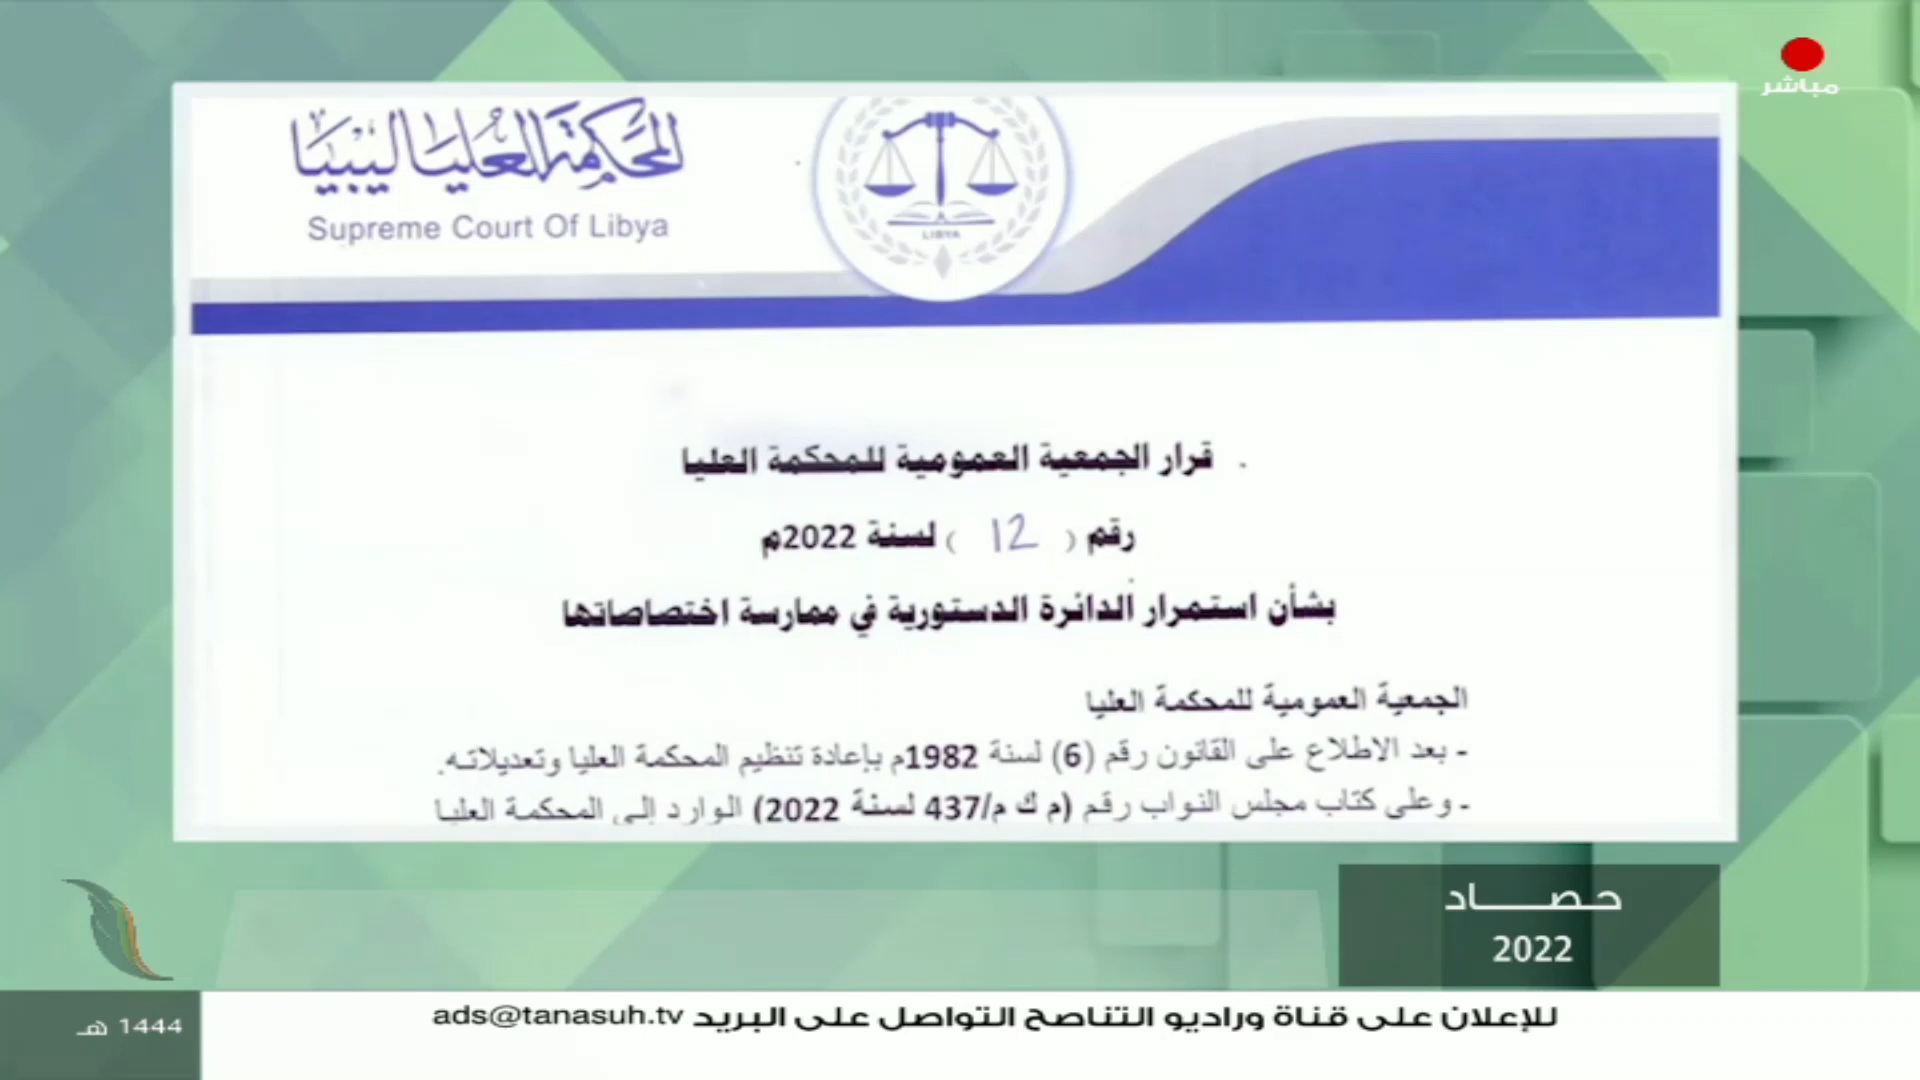 مباشر
المحكمة العليا ليبيا
Supreme Court Of Libya
LIBYA
قرار الجمعية العمومية للمحكمة العليا
رقم ( 12 ) لسنة 2022م
بشأن استمرار الدائرة الدستورية في ممارسة اختصاصاتها
الجمعية العمومية للمحكمة العليا
- بعد الاطلاع على القانون رقم (6) لسنة 1982م بإعادة تنظيم المحكمة العليا وتعديلاته.
- وعلى كتاب مجلس النواب رقم (م ك م/437 لسنة 2022) الوارد إلى المحكمة العليا
حصاد
2022
للإعلان على قناة وراديو التناصح التواصل على البريد ads@tanasuh.tv
1444 هـ